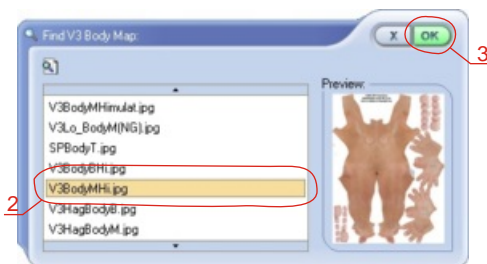 Find V3 Body Map:
X
OK
3
Preview:
V3BodyMHimulat.jpg
V3Lo_BodyM(NG).jpg
SPBodyT.jpg
V3BodyBHi.jpg
2
V3BodyMHi.jpg
V3HagBodyB.jpg
V3HagBodyM.jpg